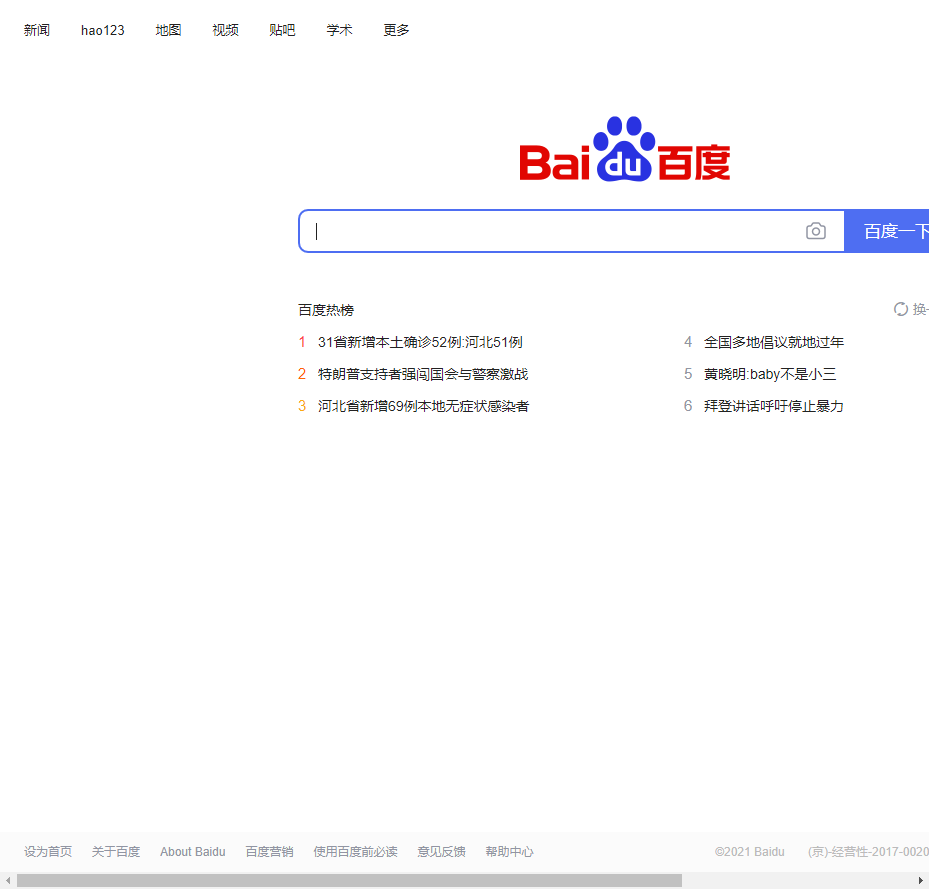 新闻 hao123 地图 视频 贴吧 学术 更多
Bai du 百度
百度一下
百度热榜 换一
1 31省新增本土确诊52例:河北51例 4 全国多地倡议就地过年
2 特朗普支持者强闯国会与警察激战 5 黄晓明:baby不是小三
3 河北省新增69例本地无症状感染者 6 拜登讲话呼吁停止暴力
设为首页 关于百度 About Baidu 百度营销 使用百度前必读 意见反馈 帮助中心 ©2021 Baidu (京)-经营性-2017-0020